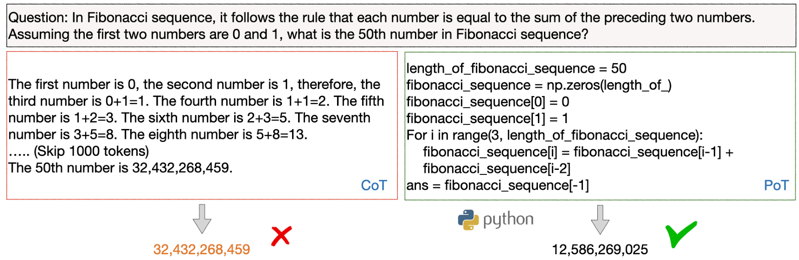 Question: In Fibonacci sequence, it follows the rule that each number is equal to the sum of the preceding two numbers.
Assuming the first two numbers are 0 and 1, what is the 50th number in Fibonacci sequence?
The first number is 0, the second number is 1, therefore, the
third number is 0+1=1. The fourth number is 1+1=2. The fifth
number is 1+2=3. The sixth number is 2+3=5. The seventh
number is 3+5=8. The eighth number is 5+8=13.
..... (Skip 1000 tokens)
The 50th number is 32,432,268,459.
CoT
length_of_fibonacci_sequence = 50
fibonacci_sequence = np.zeros(length_of_)
fibonacci_sequence[0] = 0
fibonacci_sequence[1] = 1
For i in range(3, length_of_fibonacci_sequence):
fibonacci_sequence[i] = fibonacci_sequence[i-1] +
fibonacci_sequence[i-2]
ans = fibonacci_sequence[-1]
PoT
python
32,432,268,459
12,586,269,025